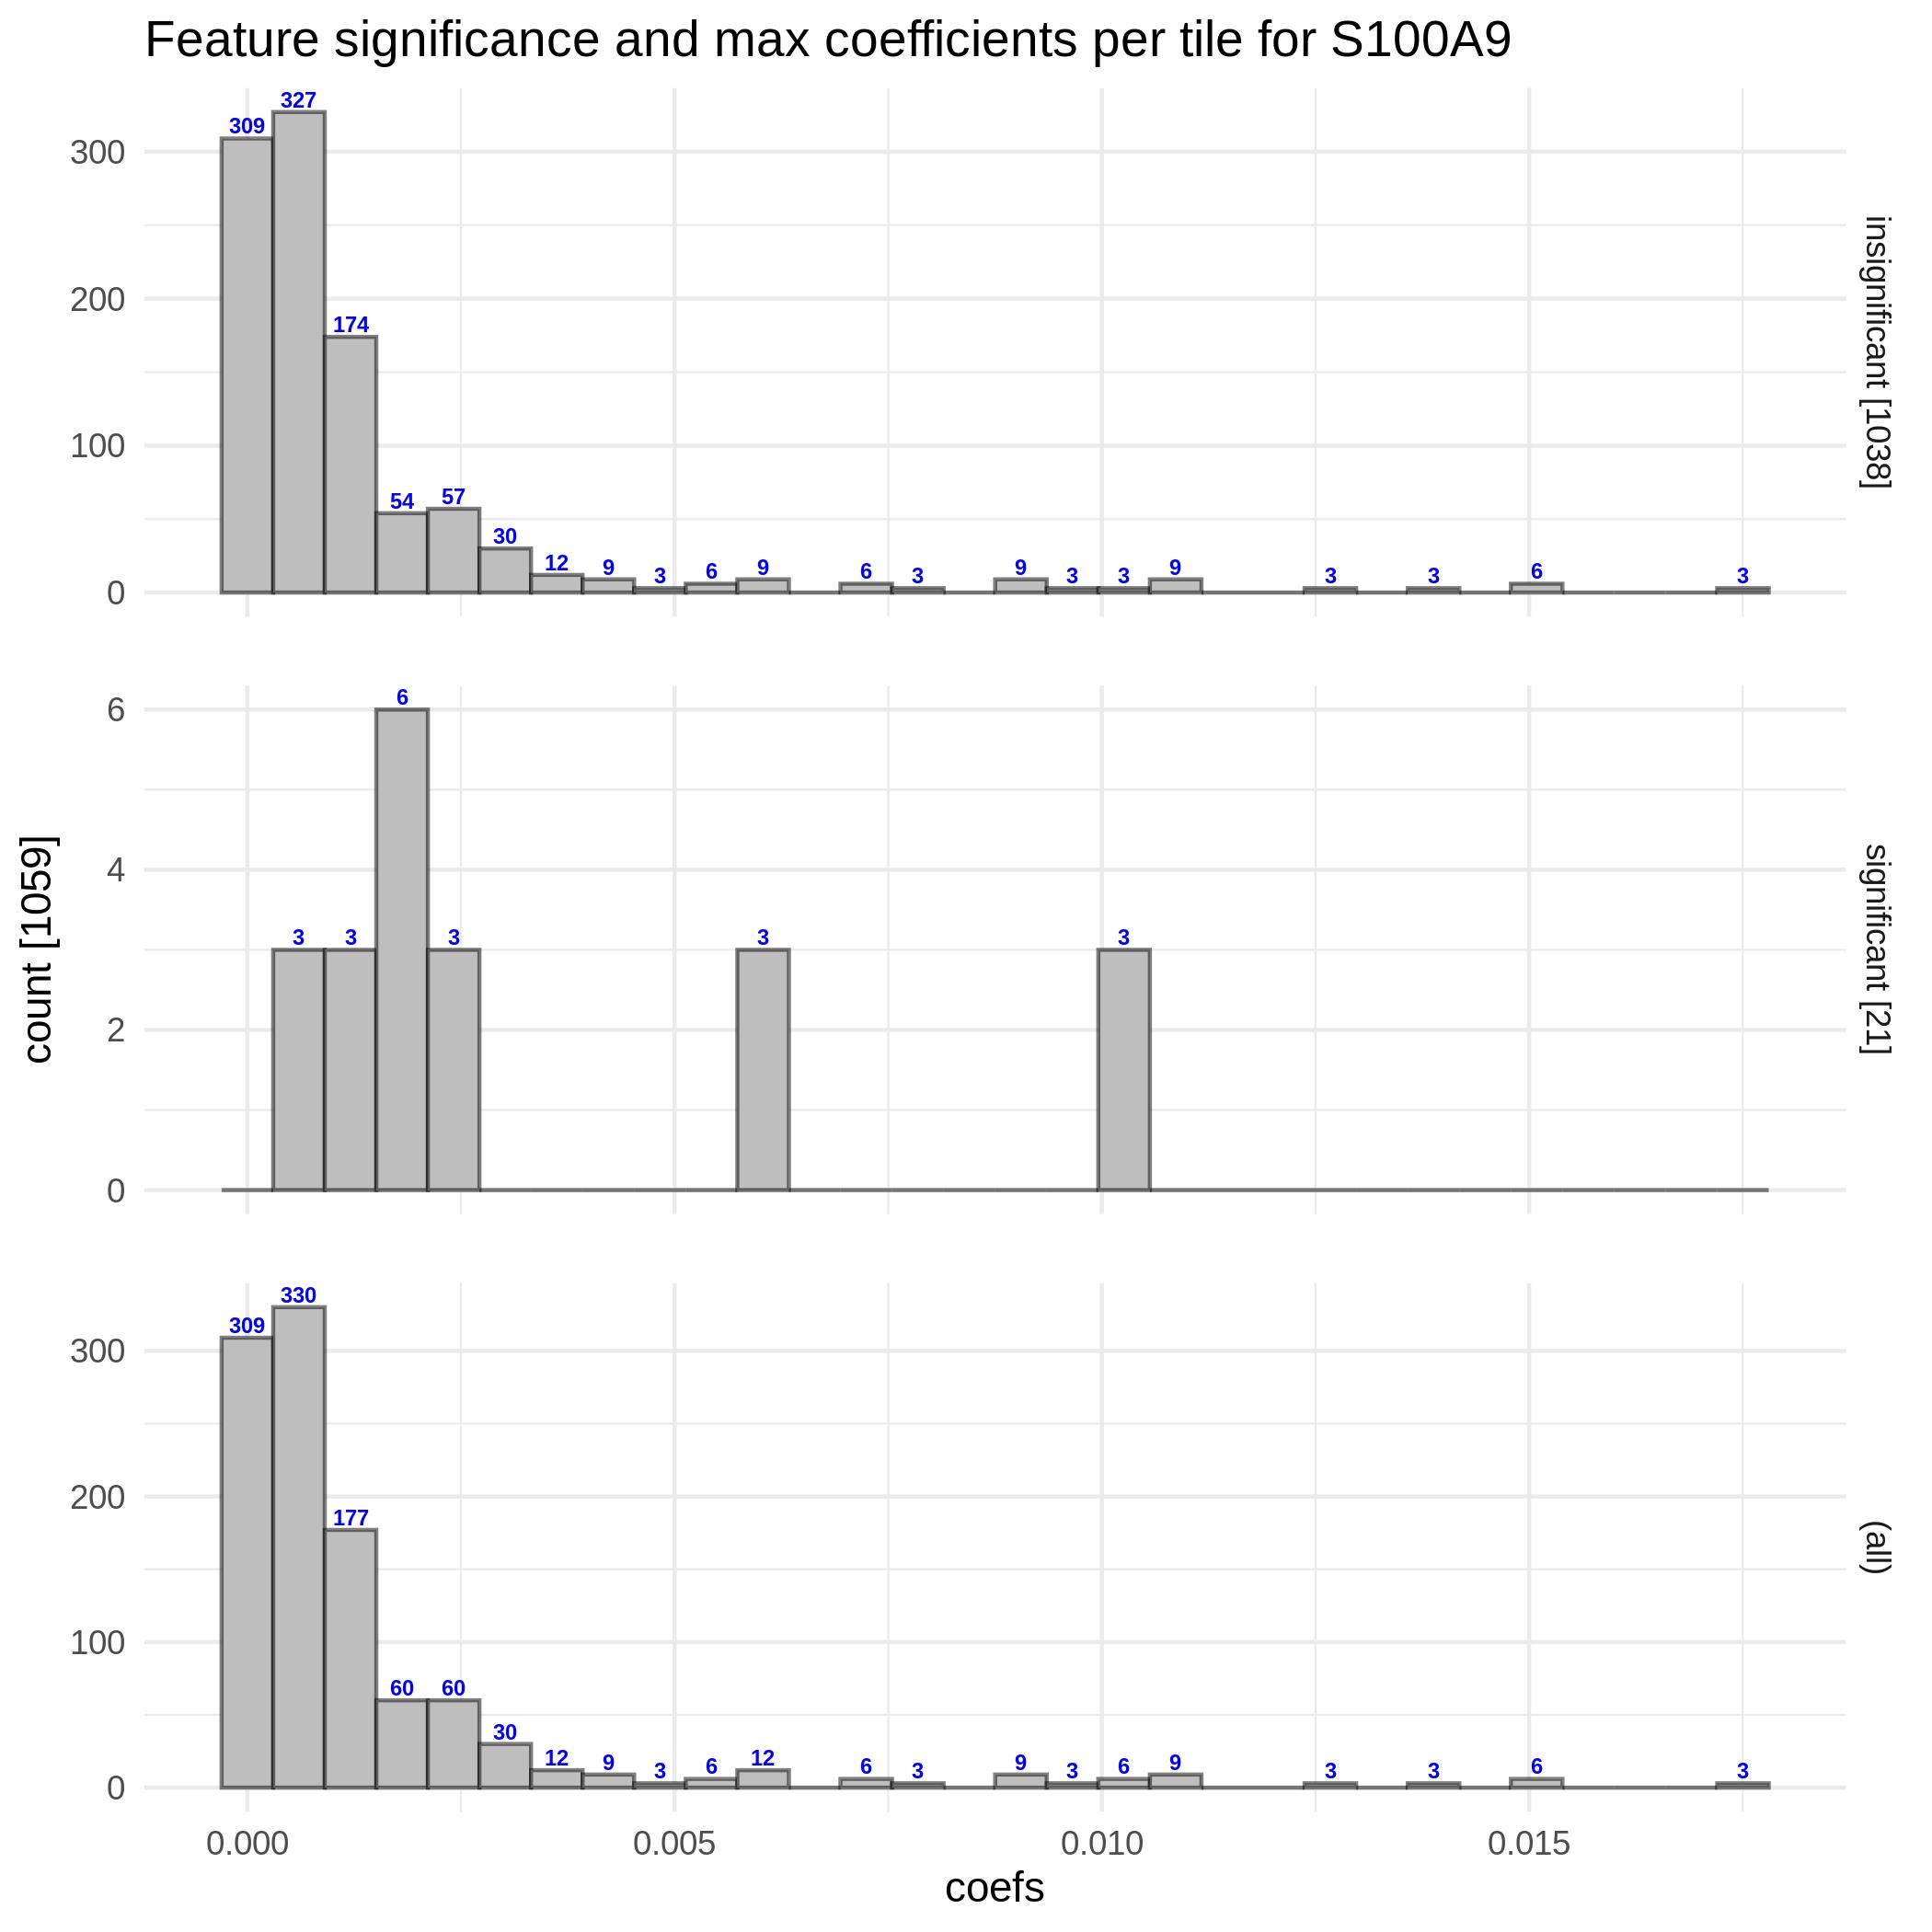 Feature significance and max coefficients per tile for S100A9
327
309
300
174
200
100
54 57
30
12 9 3 6 9 6 3 9 3 3 9 3 3 6 3
0
insignificant [1038]
6
6
4
3 3 3 3 3
2
0
significant [21]
count [1059]
330
309
300
200
177
100
60 60
30
12 9 3 6 12 6 3 9 3 6 9 3 3 6 3
0
(all)
0.000 0.005 0.010 0.015
coefs